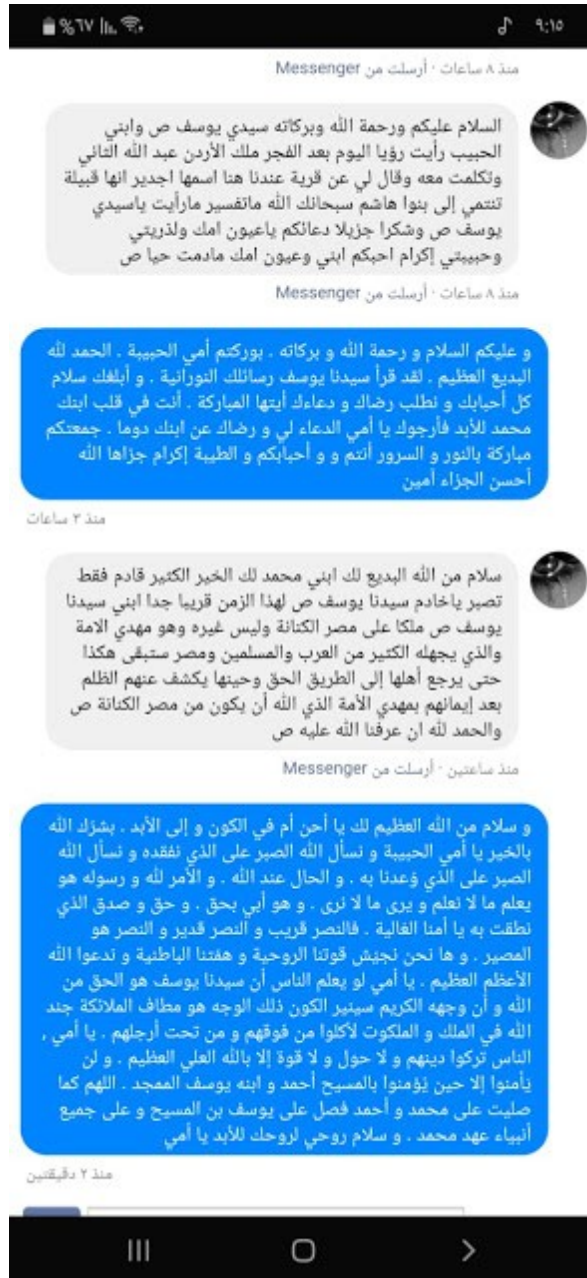 ٩:١٥
%٦٧
منذ ٨ ساعات · أرسلت من Messenger
السلام عليكم ورحمة الله وبركاته سيدي يوسف ص وابني
الحبيب رأيت رؤيا اليوم بعد الفجر ملك الأردن عبد الله الثاني
وتكلمت معه وقال لي عن قرية عندنا هنا اسمها اجدير انها قبيلة
تنتمي إلى بنوا هاشم سبحانك الله ماتفسير مارأيت ياسيدي
يوسف ص وشكرا جزيلا دعائكم ياعيون امك ولذريتي
وحبيبتي إكرام احبكم ابني وعيون امك مادمت حيا ص
منذ ٨ ساعات · أرسلت من Messenger
و عليكم السلام و رحمة الله و بركاته . بوركتم أمي الحبيبة . الحمد لله
البديع العظيم . لقد قرأ سيدنا يوسف رسائلك النورانية . و أبلغك سلام
كل أحبابك و نطلب رضاك و دعاءك أيتها المباركة . أنت في قلب ابنك
محمد للأبد فأرجوك يا أمي الدعاء لي و رضاك عن ابنك دوما . جمعتكم
مباركة بالنور و السرور أنتم و و أحبابكم و الطيبة إكرام جزاها الله
أحسن الجزاء أمين
منذ ٣ ساعات
سلام من الله البديع لك ابني محمد لك الخير الكثير قادم فقط
تصبر ياخادم سيدنا يوسف ص لهذا الزمن قريبا جدا ابني سيدنا
يوسف ص ملكا على مصر الكنانة وليس غيره وهو مهدي الامة
والذي يجهله الكثير من العرب والمسلمين ومصر ستبقى هكذا
حتى يرجع أهلها إلى الطريق الحق وحينها يكشف عنهم الظلم
بعد إيمانهم بمهدي الأمة الذي الله أن يكون من مصر الكنانة ص
والحمد لله ان عرفنا الله عليه ص
منذ ساعتين · أرسلت من Messenger
و سلام من الله العظيم لك يا أحن أم في الكون و إلى الأبد . بشرك الله
بالخير يا أمي الحبيبة و نسأل الله الصبر على الذي نفقده و نسأل الله
الصبر على الذي وُعدنا به . و الحال عند الله . و الأمر لله و رسوله هو
يعلم ما لا نعلم و يرى ما لا نرى . و هو أبي بحق . و حق و صدق الذي
نطقت به يا أمنا الغالية . فالنصر قريب و النصر قدير و النصر هو
المصير . و ها نحن نجيّش قوتنا الروحية و همّتنا الباطنية و ندعوا الله
الأعظم العظيم . يا أمي لو يعلم الناس أن سيدنا يوسف هو الحق من
الله و أن وجهه الكريم سينير الكون ذلك الوجه هو مطاف الملائكة جند
الله في الملك و الملكوت لأكلوا من فوقهم و من تحت أرجلهم . يا أمي ,
الناس تركوا دينهم و لا حول و لا قوة إلا بالله العلي العظيم . و لن
يأمنوا إلا حين يُؤمنوا بالمسيح أحمد و ابنه يوسف الممجد . اللهم كما
صليت على محمد و أحمد فصل على يوسف بن المسيح و على جميع
أنبياء عهد محمد . و سلام روحي لروحك للأبد يا أمي
منذ ٢ دقيقتين